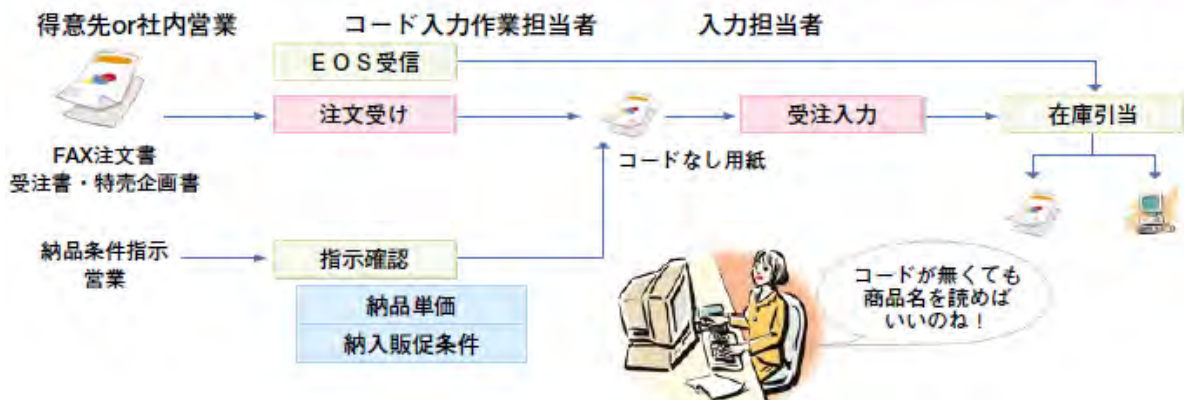 得意先or社内営業
コード入力作業担当者
入力担当者
EOS受信
注文受け
受注入力
在庫引当
FAX注文書
受注書・特売企画書
コードなし用紙
納品条件指示
営業
指示確認
納品単価
納入販促条件
コードが無くても
商品名を読めば
いいのね!